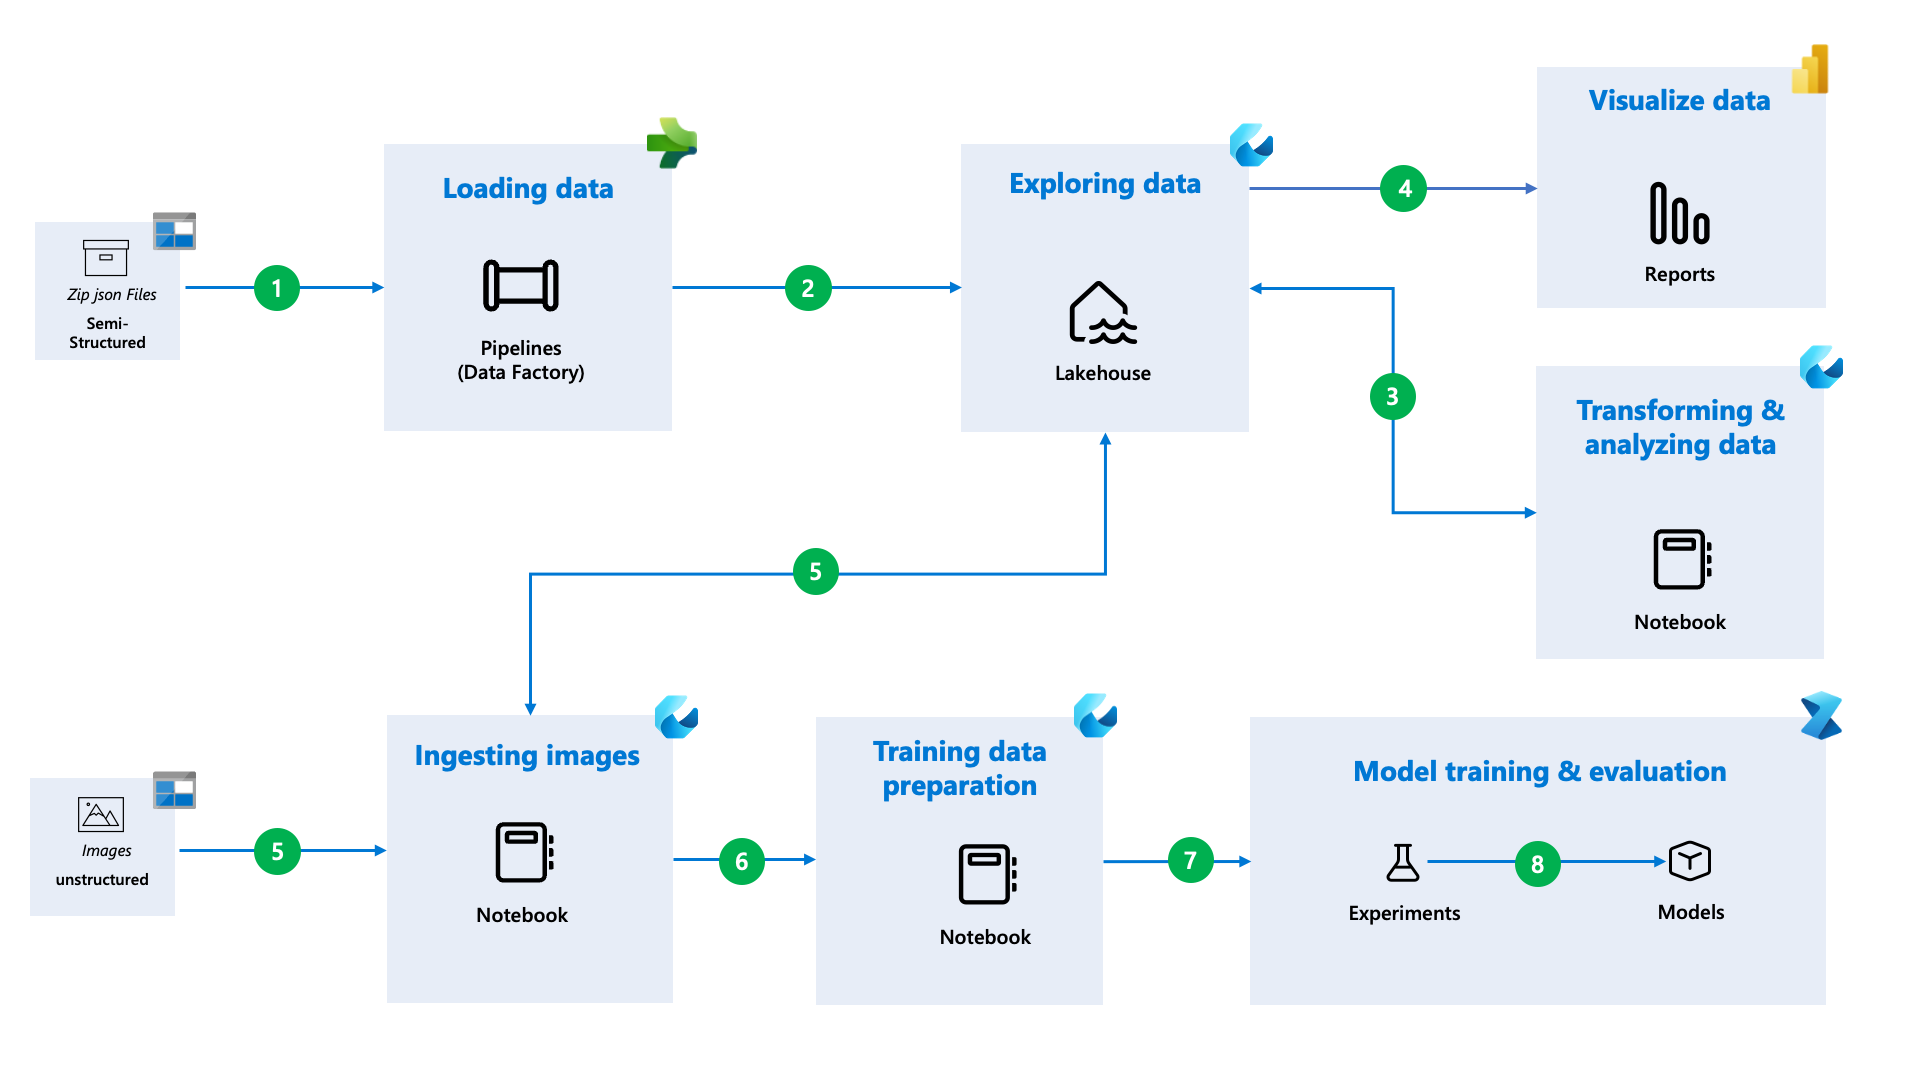 Zip json Files
Semi-
Structured
1
Loading data
Pipelines
(Data Factory)
2
Exploring data
Lakehouse
4
Visualize data
Reports
3
Transforming &
analyzing data
Notebook
5
Images
unstructured
5
Ingesting images
Notebook
6
Training data
preparation
Notebook
7
Model training & evaluation
Experiments
8
Models